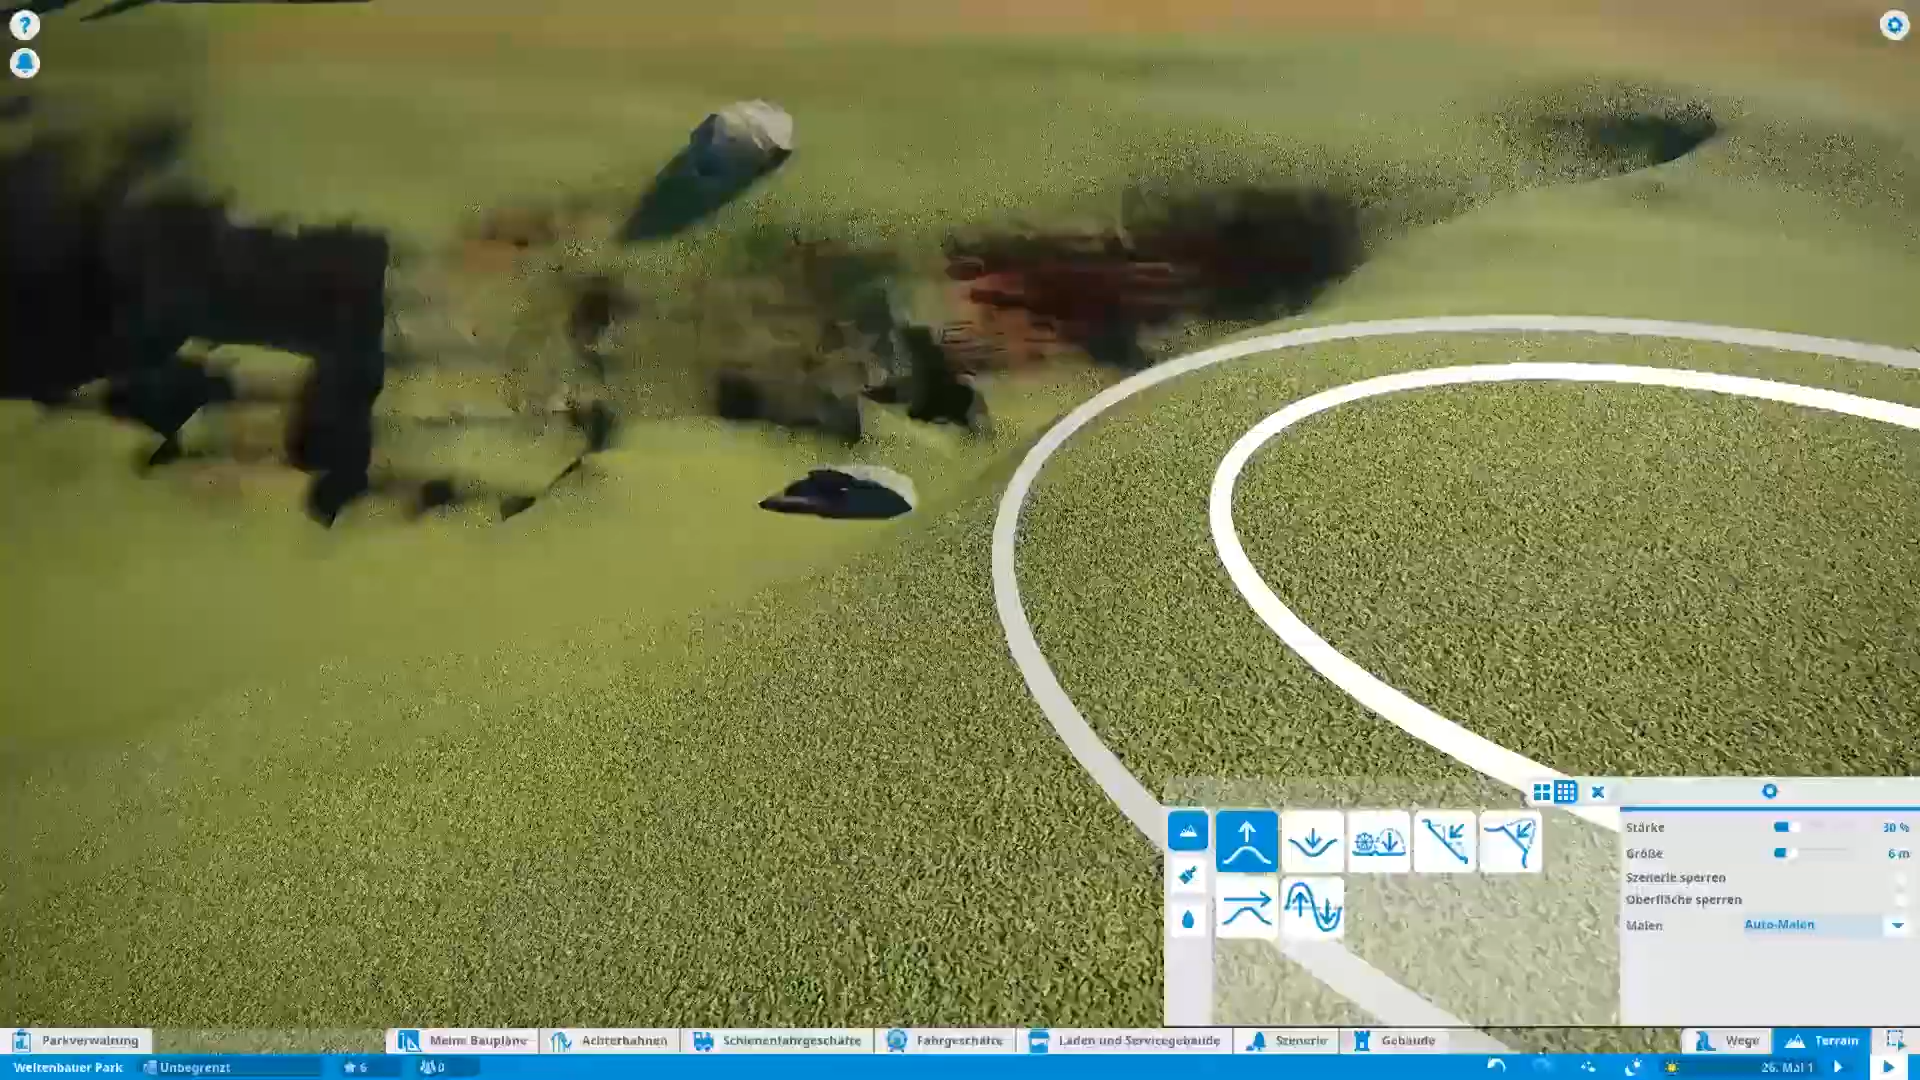 ?
Stärke 30 %
Größe 6 m
Szenerie sperren
Oberfläche sperren
Malen Auto-Malen
Parkverwaltung Meine Baupläne Achterbahnen Schienenfahrgeschäfte Fahrgeschäfte Läden und Servicegebäude Szenerie Gebäude Wege Terrain
Weltenbauer Park Unbegrenzt 6 0 26. Mai 1